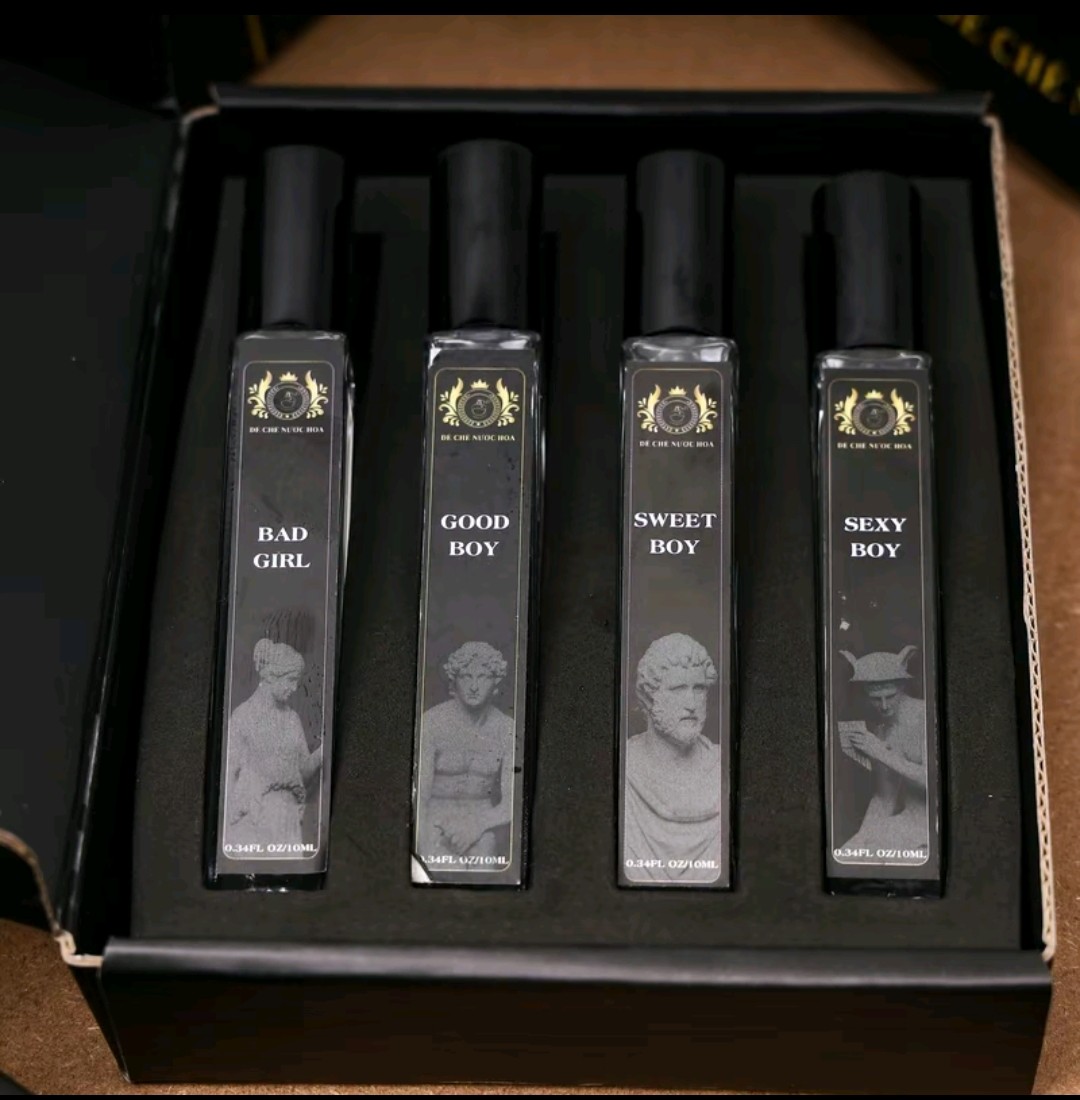 ĐẾ CHẾ
ĐẾ CHẾ NƯỚC HOA
BAD
GIRL
0.34FL OZ/10ML
ĐẾ CHẾ NƯỚC HOA
GOOD
BOY
0.34FL OZ/10ML
ĐẾ CHẾ NƯỚC HOA
SWEET
BOY
0.34FL OZ/10ML
ĐẾ CHẾ NƯỚC HOA
SEXY
BOY
0.34FL OZ/10ML